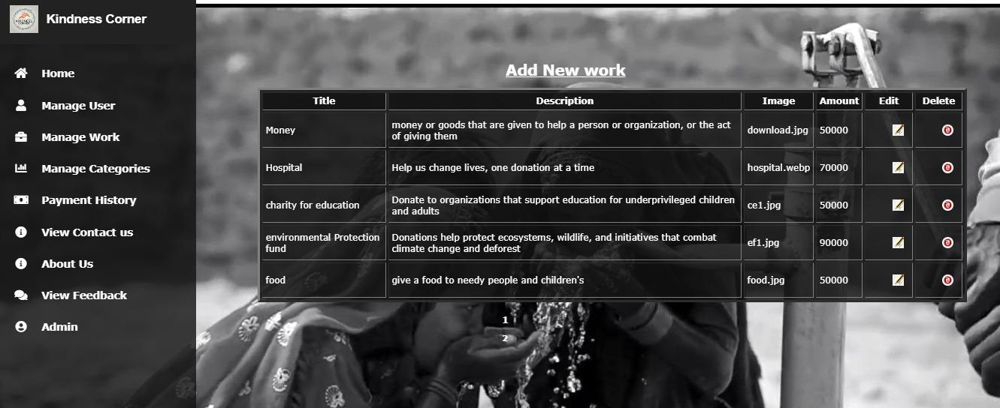 Kindness Corner
Home
Manage User
Manage Work
Manage Categories
Payment History
View Contact us
About Us
View Feedback
Admin
Add New work
Title Description Image Amount Edit Delete
Money money or goods that are given to help a person or organization, or the act download.jpg 50000
of giving them
Hospital Help us change lives, one donation at a time hospital.webp 70000
charity for education Donate to organizations that support education for underprivileged children ce1.jpg 50000
and adults
environmental Protection Donations help protect ecosystems, wildlife, and initiatives that combat ef1.jpg 90000
fund climate change and deforest
food give a food to needy people and children's food.jpg 50000
1
2